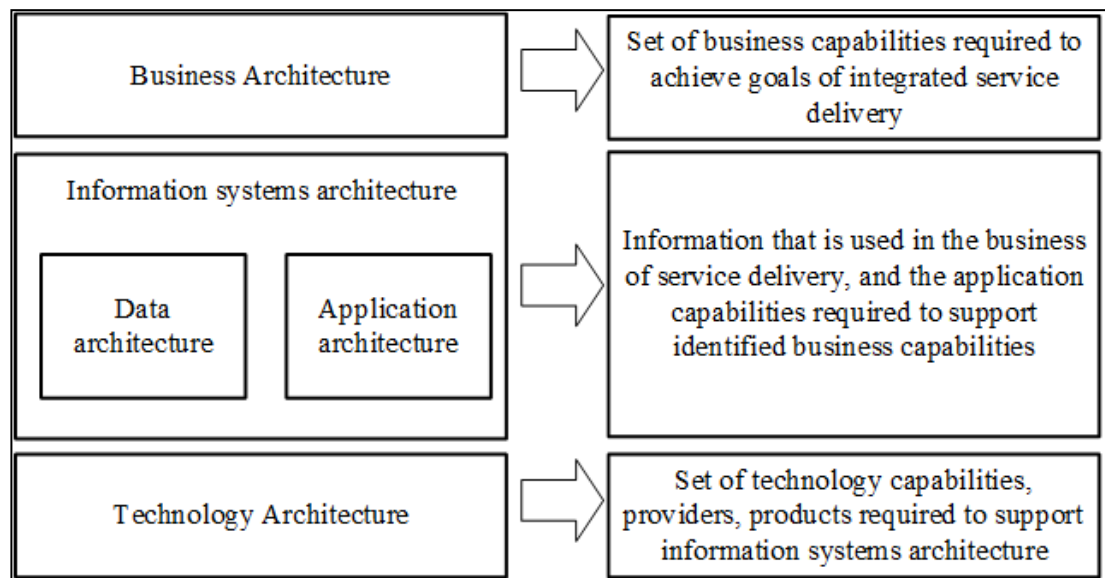 Business Architecture
Set of business capabilities required to
achieve goals of integrated service
delivery
Information systems architecture
Data
architecture
Application
architecture
Information that is used in the business
of service delivery, and the application
capabilities required to support
identified business capabilities
Technology Architecture
Set of technology capabilities,
providers, products required to support
information systems architecture